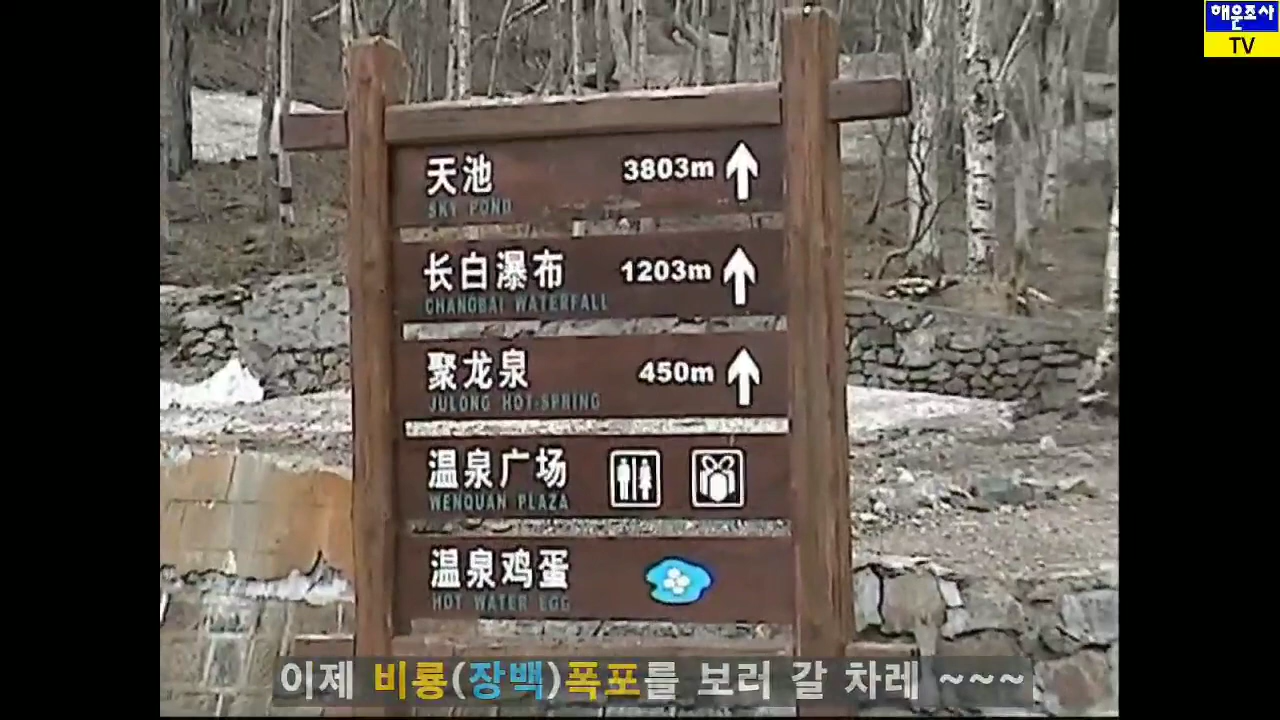 해운조사
TV
天池 3803m
SKY POND
长白瀑布 1203m
CHANGBAI WATERFALL
聚龙泉 450m
JULONG HOT-SPRING
温泉广场
WENQUAN PLAZA
温泉鸡蛋
HOT WATER EGG
이제 비룡(장백)폭포를 보러 갈 차레 ~~~